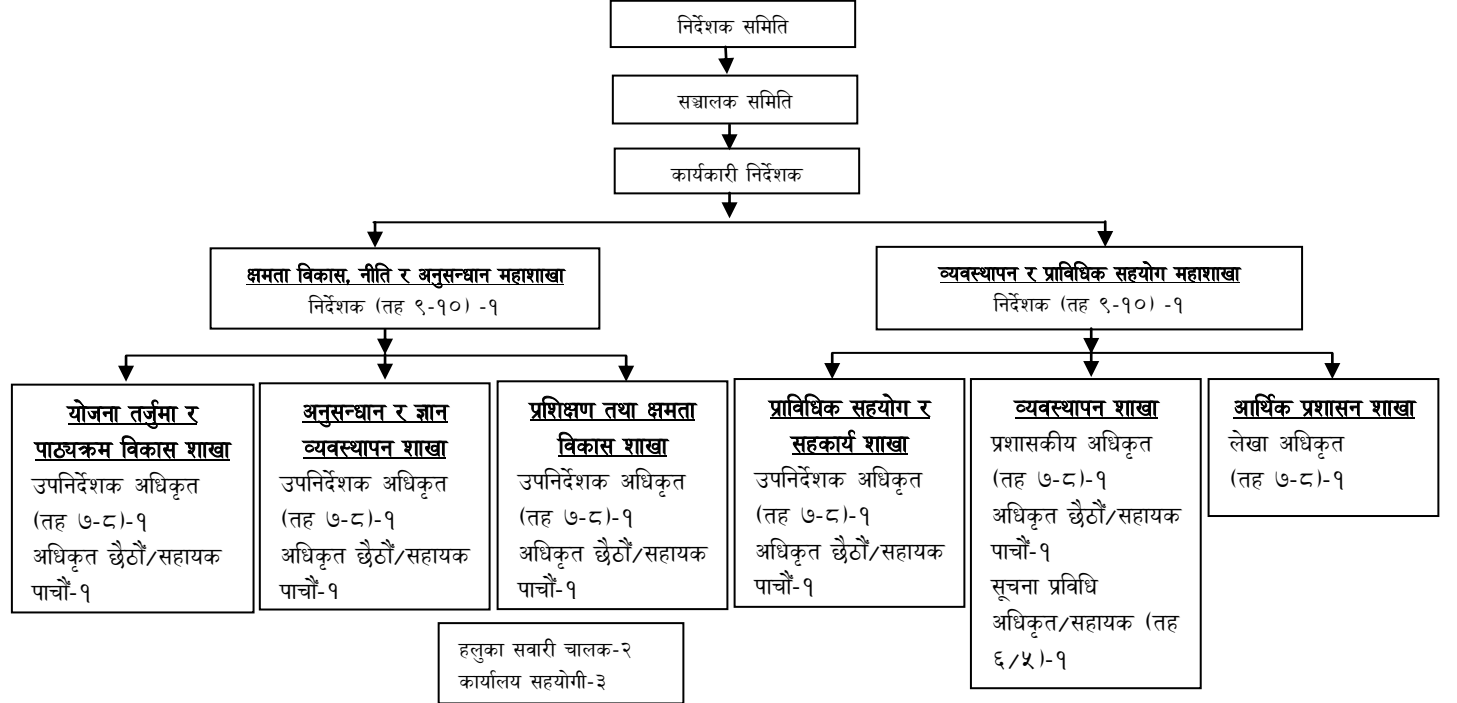 निर्देशक समिति
सञ्चालक समिति
कार्यकारी निर्देशक
क्षमता विकास, नीति र अनुसन्धान महाशाखा
निर्देशक (तह ९-१०) -१
व्यवस्थापन र प्राविधिक सहयोग महाशाखा
निर्देशक (तह ९-१०) -१
योजना तर्जुमा र
पाठ्यक्रम विकास शाखा
उपनिर्देशक अधिकृत
(तह ७-८)-१
अधिकृत छैठौं/सहायक
पाचौं-१
अनुसन्धान र ज्ञान
व्यवस्थापन शाखा
उपनिर्देशक अधिकृत
(तह ७-८)-१
अधिकृत छैठौं/सहायक
पाचौं-१
प्रशिक्षण तथा क्षमता
विकास शाखा
उपनिर्देशक अधिकृत
(तह ७-८)-१
अधिकृत छैठौं/सहायक
पाचौं-१
प्राविधिक सहयोग र
सहकार्य शाखा
उपनिर्देशक अधिकृत
(तह ७-८)-१
अधिकृत छैठौं/सहायक
पाचौं-१
व्यवस्थापन शाखा
प्रशासकीय अधिकृत
(तह ७-८)-१
अधिकृत छैठौं/सहायक
पाचौं-१
सूचना प्रविधि
अधिकृत/सहायक (तह
६/५)-१
आर्थिक प्रशासन शाखा
लेखा अधिकृत
(तह ७-८)-१
हलुका सवारी चालक-२
कार्यालय सहयोगी-३